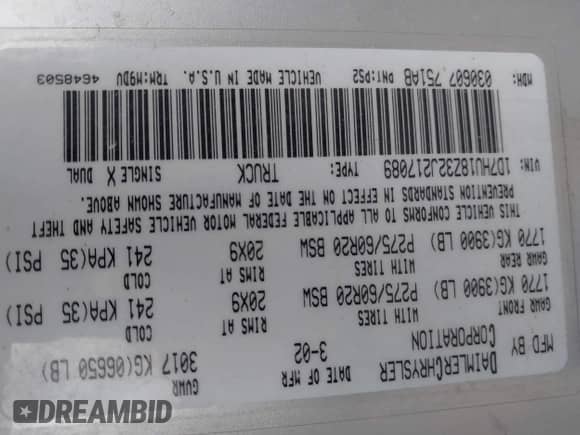 MFD BY DAIMLERCHRYSLER CORPORATION DATE OF MFR 3-02 GVWR 3017 KG(06650 LB)
GAWR FRONT 1770 KG(3900 LB) WITH TIRES P275/60R20 BSW RIMS AT 20X9 COLD 241 KPA(35 PSI)
GAWR REAR 1770 KG(3900 LB) WITH TIRES P275/60R20 BSW RIMS AT 20X9 COLD 241 KPA(35 PSI)
THIS VEHICLE CONFORMS TO ALL APPLICABLE FEDERAL MOTOR VEHICLE SAFETY AND THEFT
PREVENTION STANDARDS IN EFFECT ON THE DATE OF MANUFACTURE SHOWN ABOVE.
VIN: 1D7HU18Z32J217089 TYPE: TRUCK SINGLE X DUAL
MDH: 030607 751AB PNT:PS2 VEHICLE MADE IN U.S.A. TRM:M9DV 4648503
DREAMBID